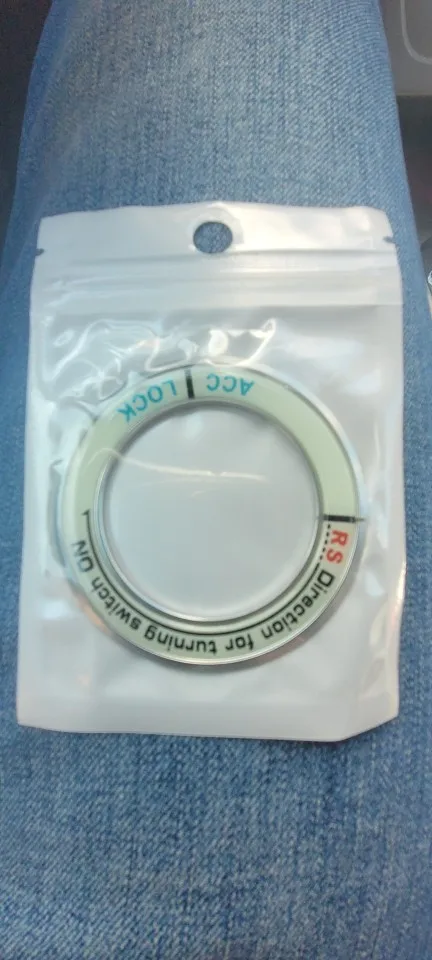 LOCK
ACC
RS
Direction for turning switch ON